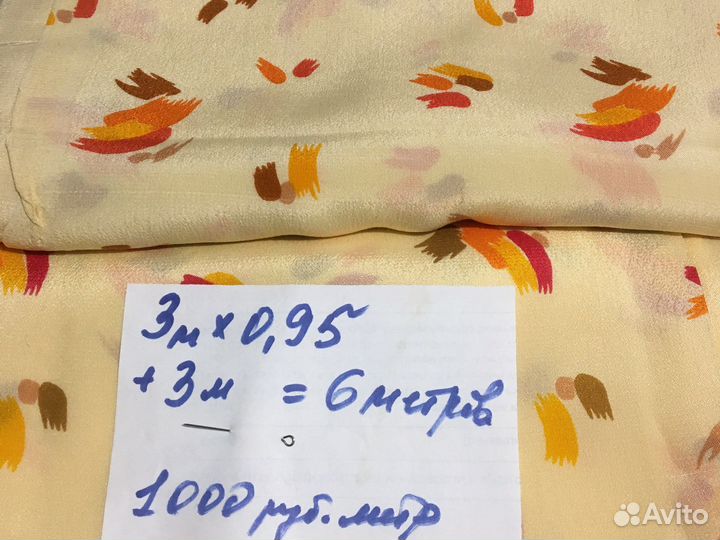 3м x 0,95
+ 3м = 6 метров
1000 руб. метр
Avito